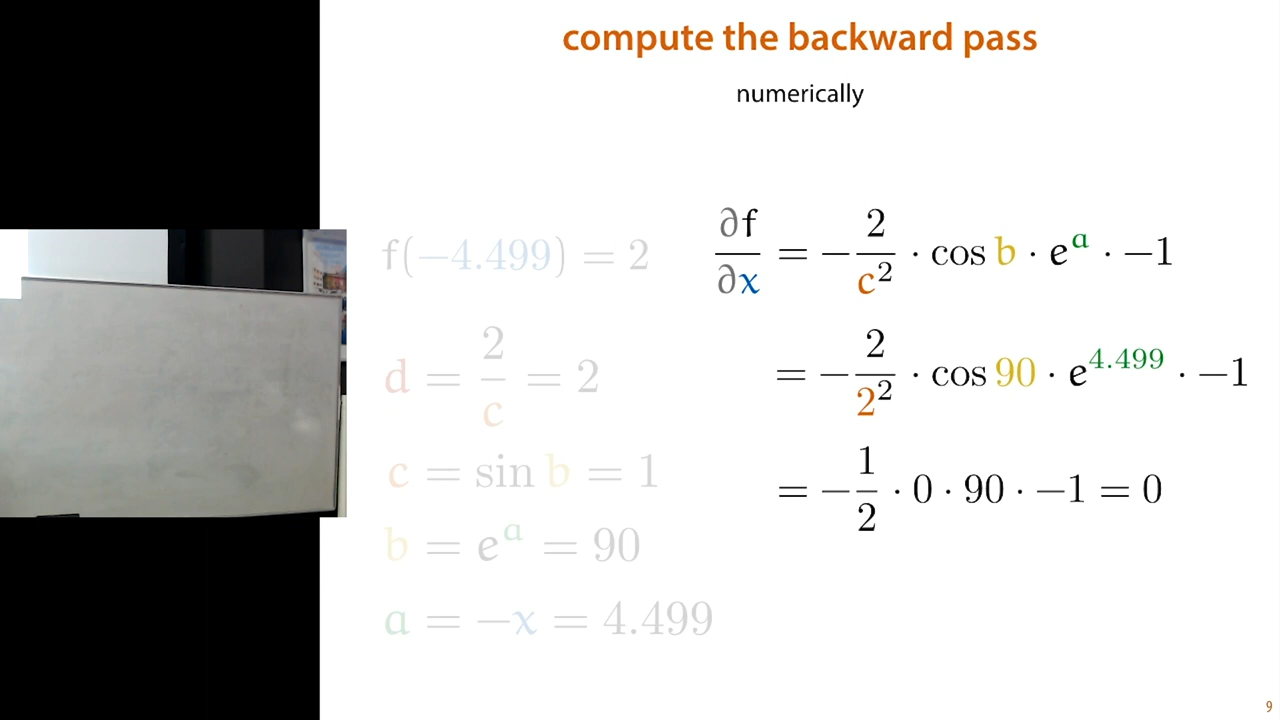 compute the backward pass
numerically
f(−4.499) = 2
d = 2/c = 2
c = sin b = 1
b = e^a = 90
a = −x = 4.499
∂f/∂x = −2/c² · cos b · e^a · −1
= −2/2² · cos 90 · e^4.499 · −1
= −1/2 · 0 · 90 · −1 = 0
9